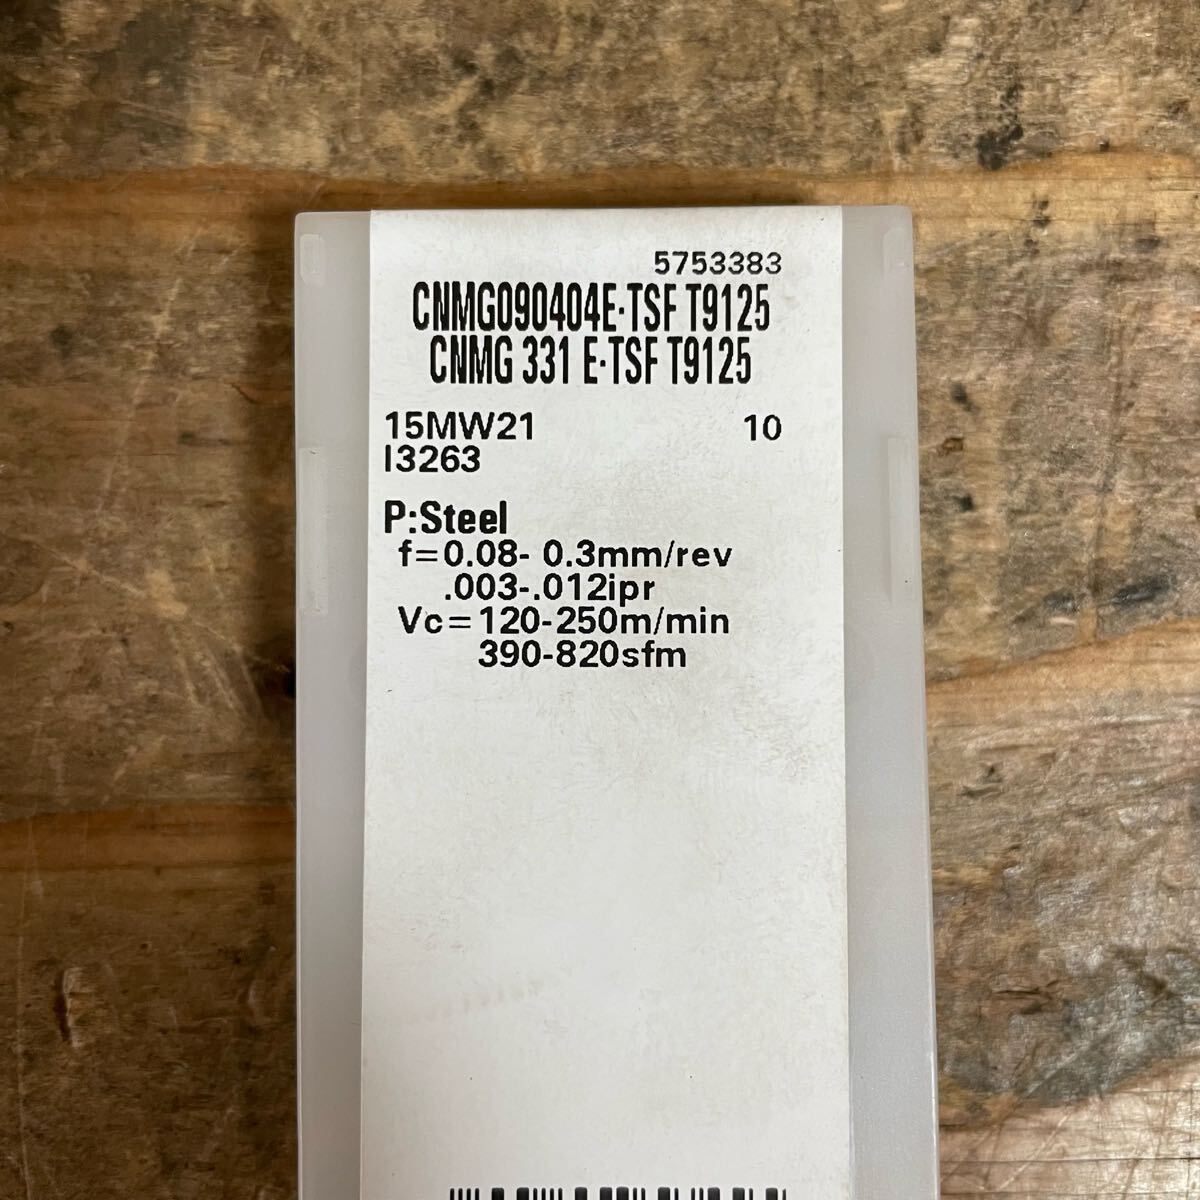 5753383
CNMG090404E-TSF T9125
CNMG 331 E-TSF T9125
15MW21 10
I3263
P:Steel
f=0.08- 0.3mm/rev
.003-.012ipr
Vc=120-250m/min
390-820sfm